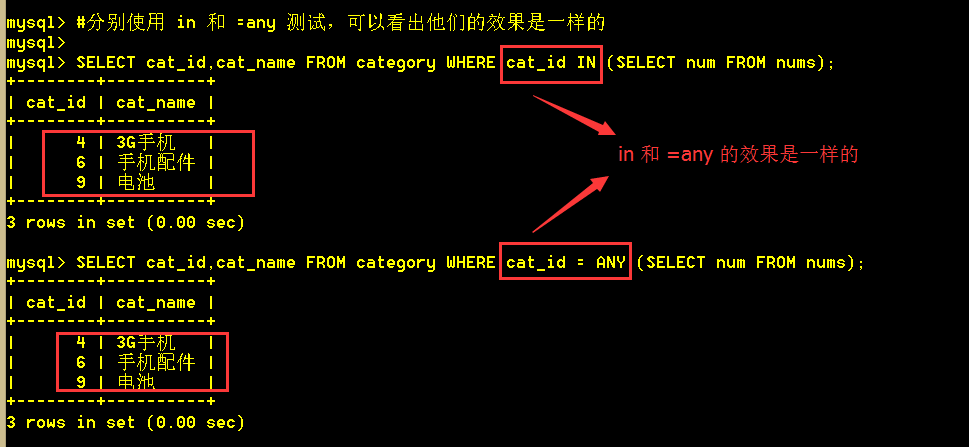 mysql> #分别使用 in 和 =any 测试，可以看出他们的效果是一样的
mysql>
mysql> SELECT cat_id,cat_name FROM category WHERE cat_id IN (SELECT num FROM nums);
+--------+----------+
| cat_id | cat_name |
+--------+----------+
|      4 | 3G手机   |
|      6 | 手机配件 |
|      9 | 电池     |
+--------+----------+
3 rows in set (0.00 sec)
in 和 =any 的效果是一样的
mysql> SELECT cat_id,cat_name FROM category WHERE cat_id = ANY (SELECT num FROM nums);
+--------+----------+
| cat_id | cat_name |
+--------+----------+
|      4 | 3G手机   |
|      6 | 手机配件 |
|      9 | 电池     |
+--------+----------+
3 rows in set (0.00 sec)